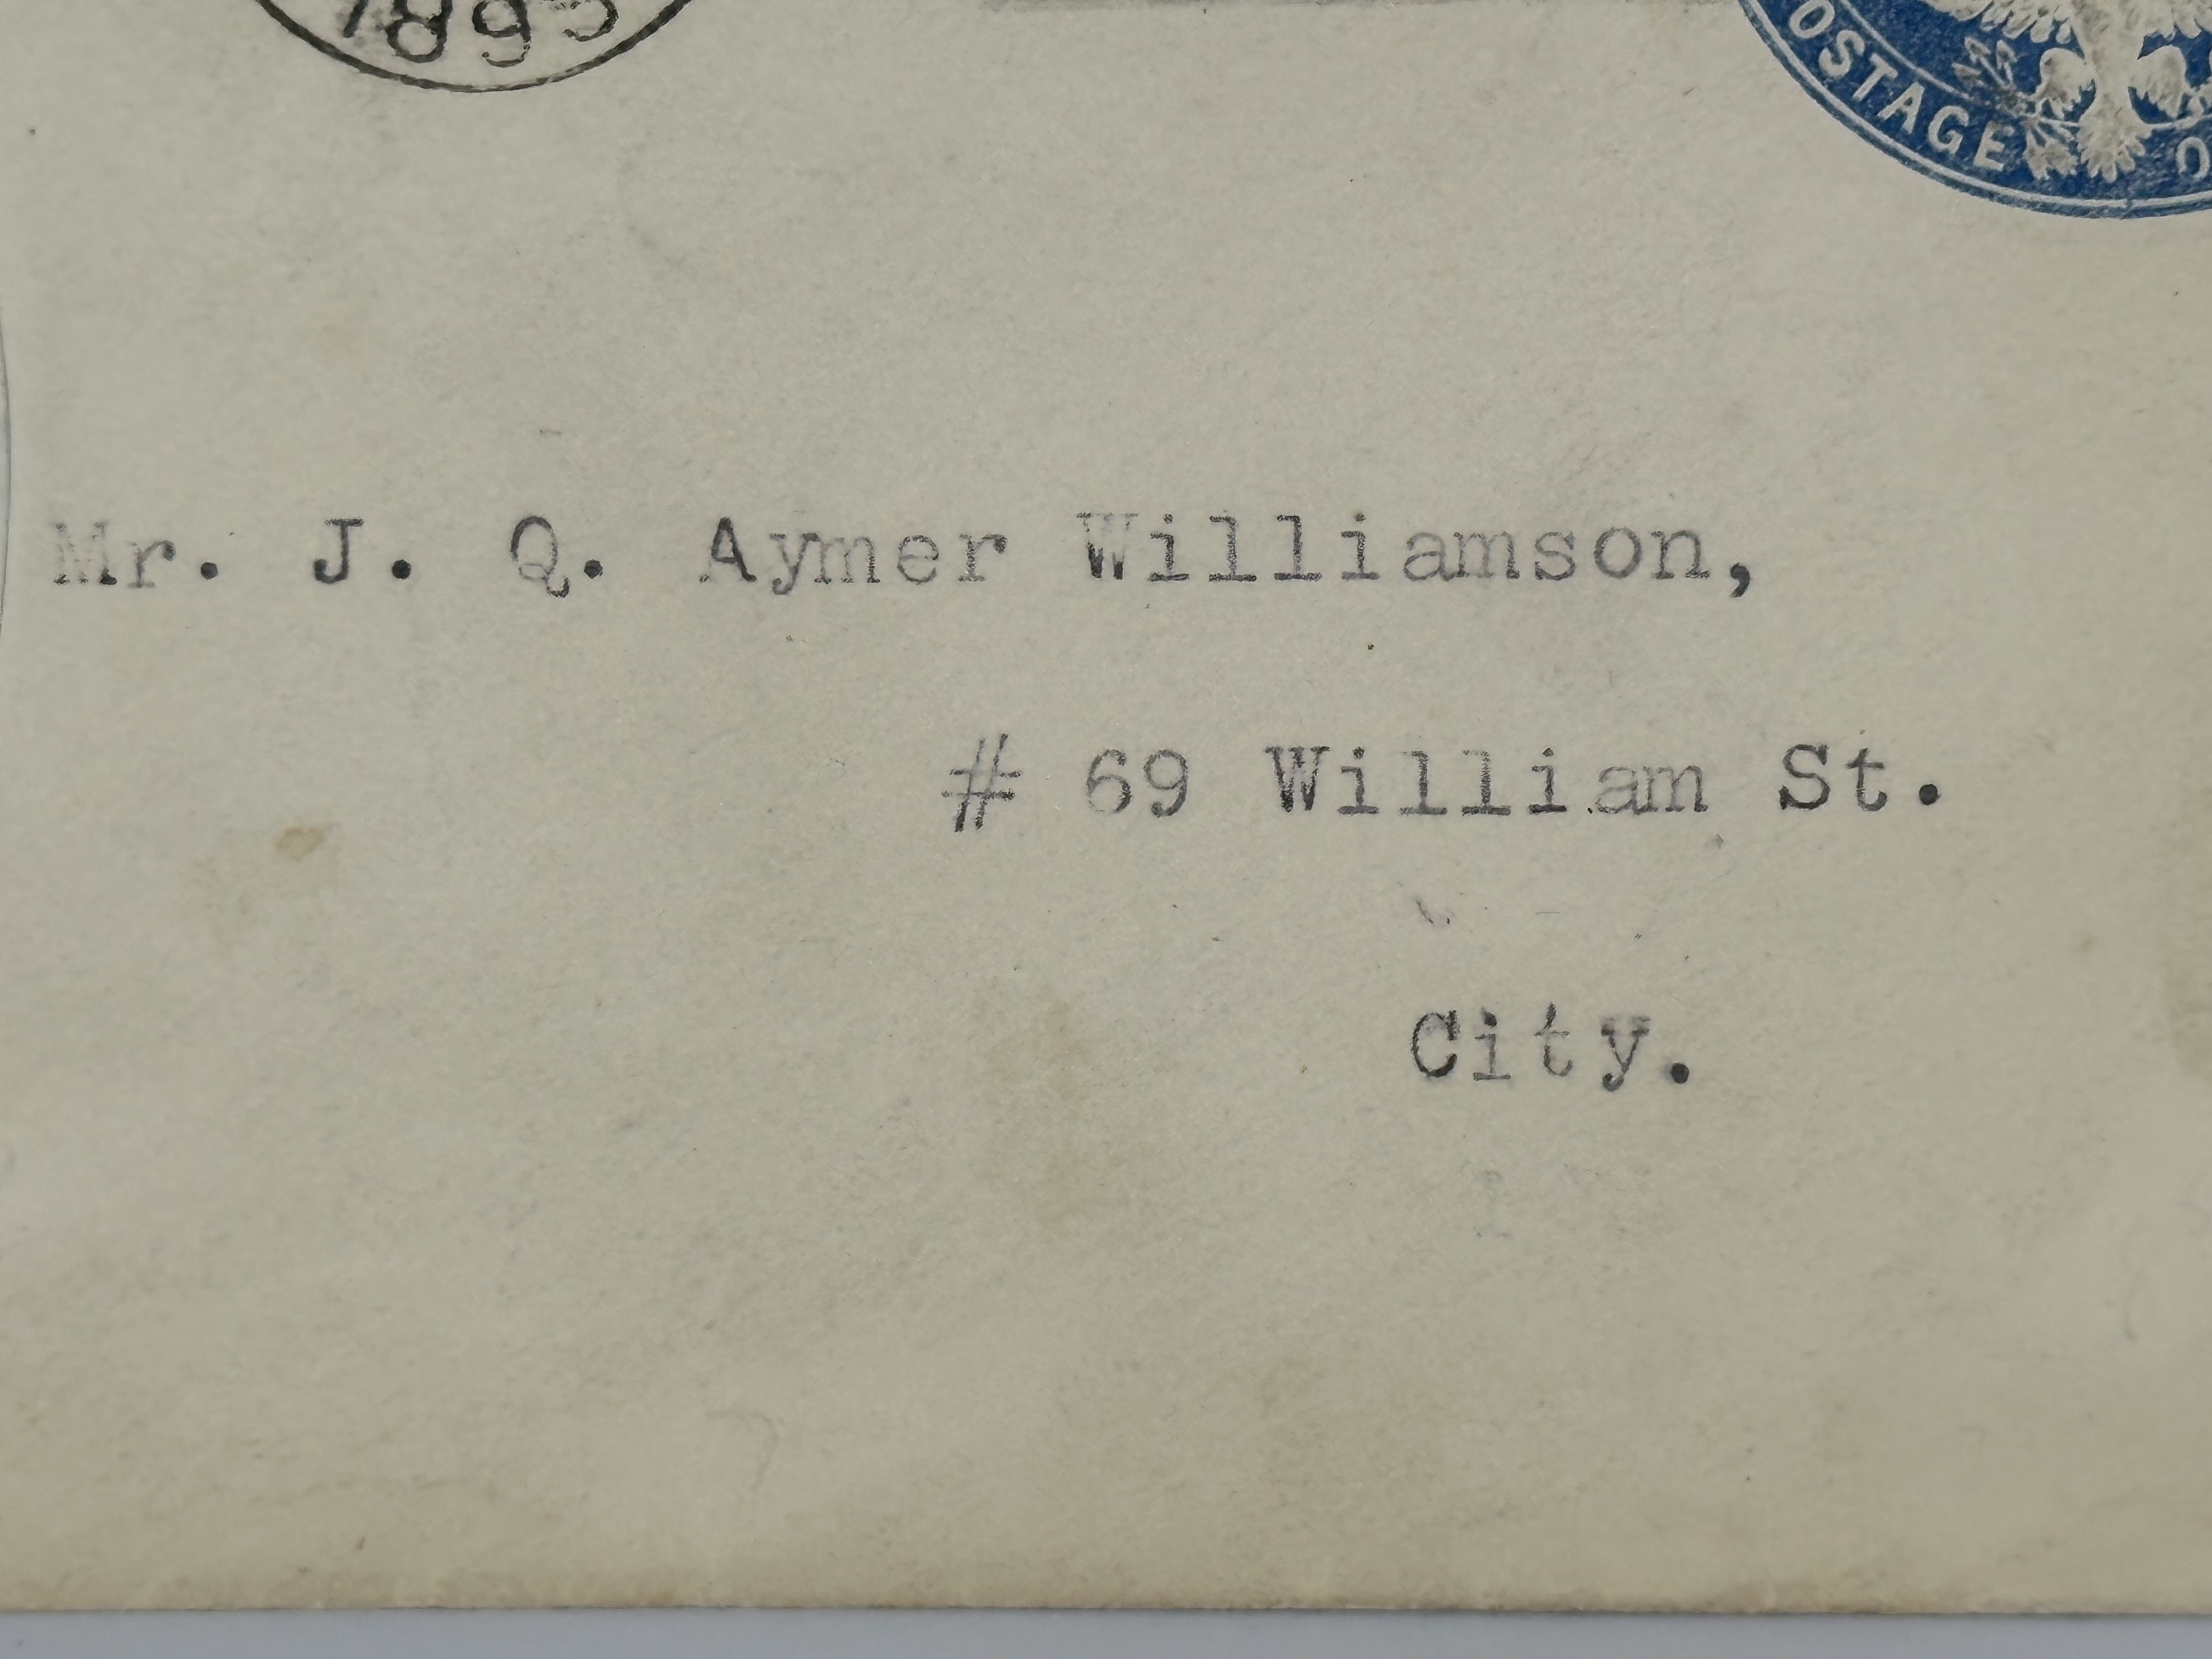 1893
POSTAGE O
Mr. J. Q. Aymer Williamson,
# 69 William St.
City.